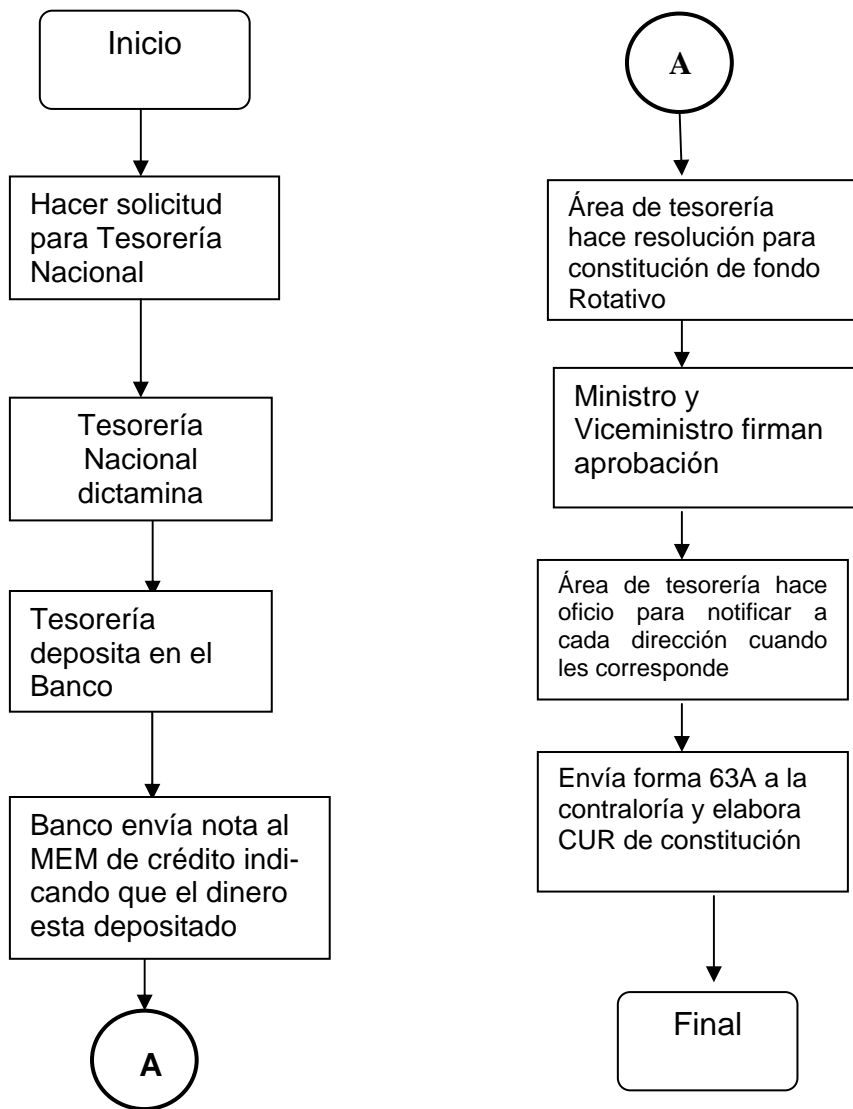 Inicio
Hacer solicitud
para Tesorería
Nacional
Tesorería
Nacional
dictamina
Tesorería
deposita en el
Banco
Banco envía nota al
MEM de crédito indi-
cando que el dinero
esta depositado
A
A
Área de tesorería
hace resolución para
constitución de fondo
Rotativo
Ministro y
Viceministro firman
aprobación
Área de tesorería hace
oficio para notificar a
cada dirección cuando
les corresponde
Envía forma 63A a la
contraloría y elabora
CUR de constitución
Final